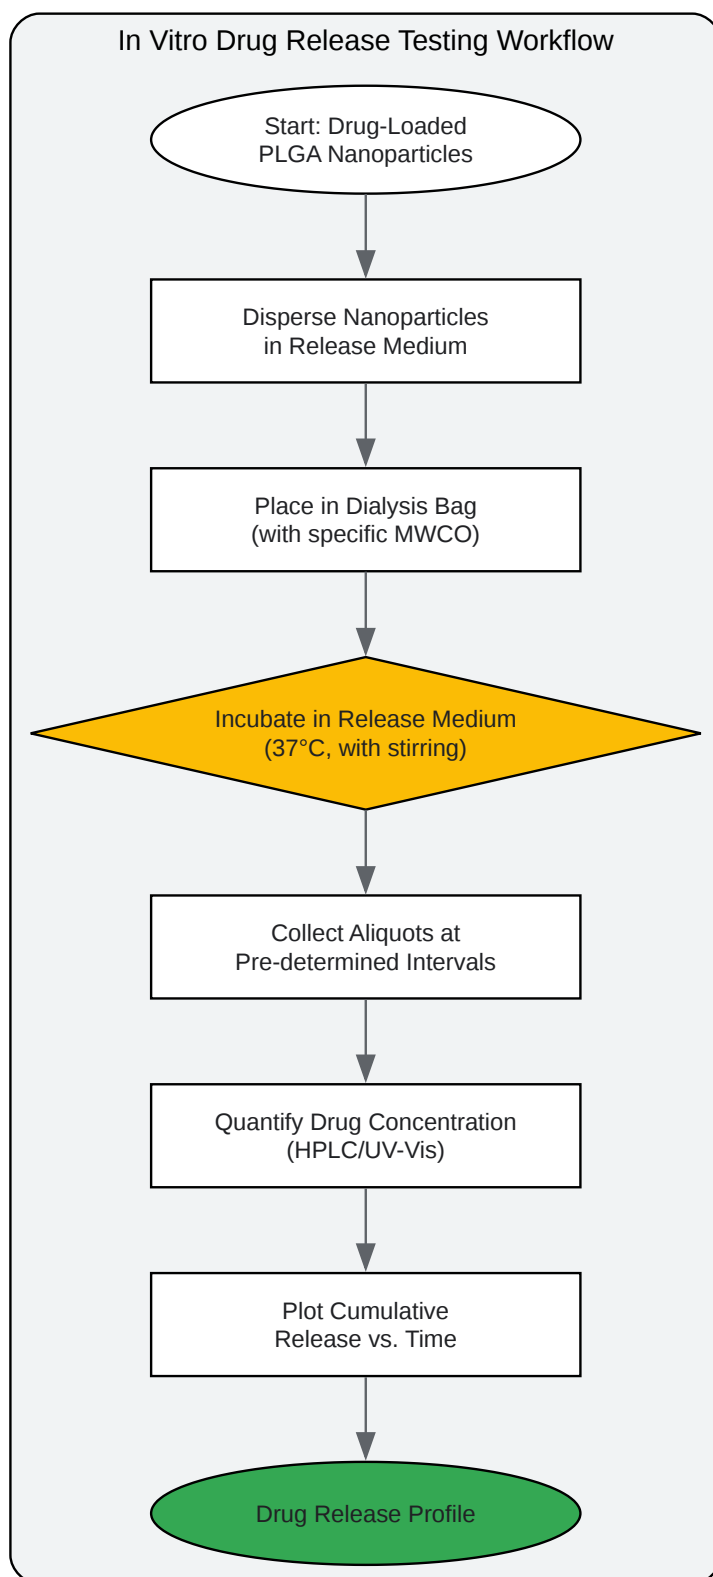 In Vitro Drug Release Testing Workflow
Start: Drug-Loaded
PLGA Nanoparticles
Disperse Nanoparticles
in Release Medium
Place in Dialysis Bag
(with specific MWCO)
Incubate in Release Medium
(37°C, with stirring)
Collect Aliquots at
Pre-determined Intervals
Quantify Drug Concentration
(HPLC/UV-Vis)
Plot Cumulative
Release vs. Time
Drug Release Profile